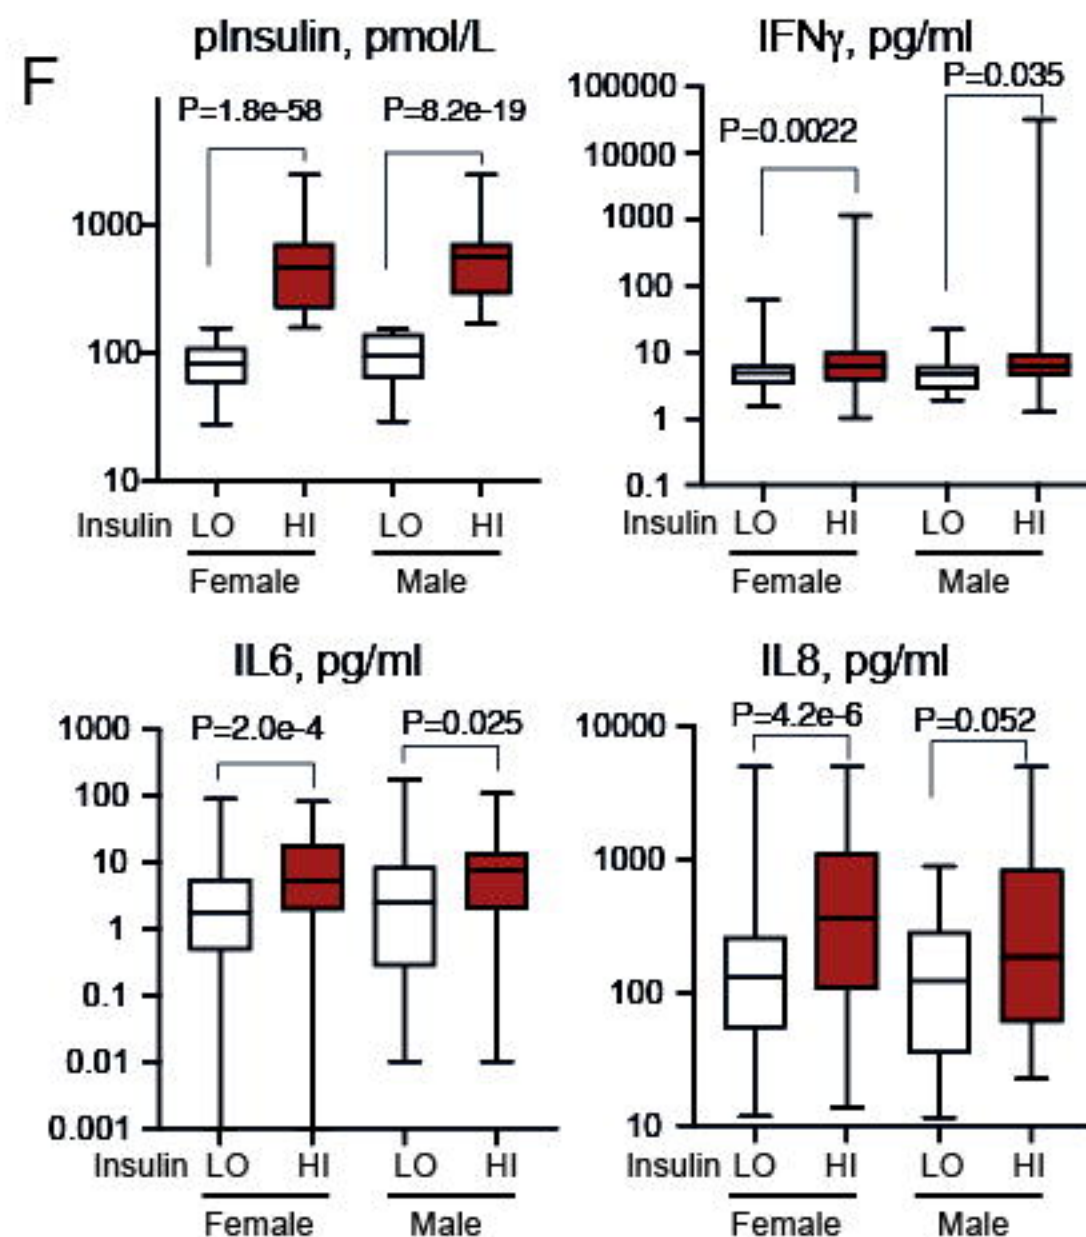 F
pInsulin, pmol/L
P=1.8e-58 P=8.2e-19
1000
100
10
Insulin LO HI LO HI
Female Male
IFNγ, pg/ml
P=0.035
P=0.0022
100000
10000
1000
100
10
1
0.1
Insulin LO HI LO HI
Female Male
IL6, pg/ml
P=2.0e-4 P=0.025
1000
100
10
1
0.1
0.01
0.001
Insulin LO HI LO HI
Female Male
IL8, pg/ml
P=4.2e-6 P=0.052
10000
1000
100
10
Insulin LO HI LO HI
Female Male